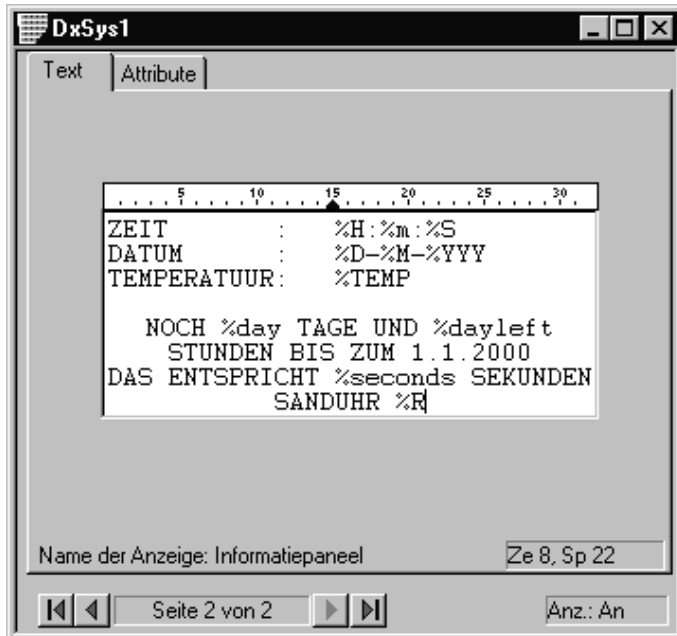 DxSys1
Text Attribute
5 10 15 20 25 30
ZEIT : %H:%m:%S
DATUM : %D-%M-%YYY
TEMPERATUUR: %TEMP
NOCH %day TAGE UND %dayleft
STUNDEN BIS ZUM 1.1.2000
DAS ENTSPRICHT %seconds SEKUNDEN
SANDUHR %R
Name der Anzeige: Informatiepaneel Ze 8, Sp 22
Seite 2 von 2 Anz.: An